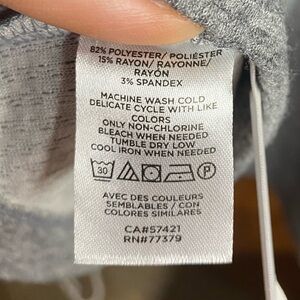 82% POLYESTER/ POLIÉSTER
15% RAYON/ RAYONNE/
RAYÓN
3% SPANDEX
MACHINE WASH COLD
DELICATE CYCLE WITH LIKE
COLORS
ONLY NON-CHLORINE
BLEACH WHEN NEEDED
TUMBLE DRY LOW
COOL IRON WHEN NEEDED
30 P
AVEC DES COULEURS
SEMBLABLES / CON
COLORES SIMILARES
CA#57421
RN#77379